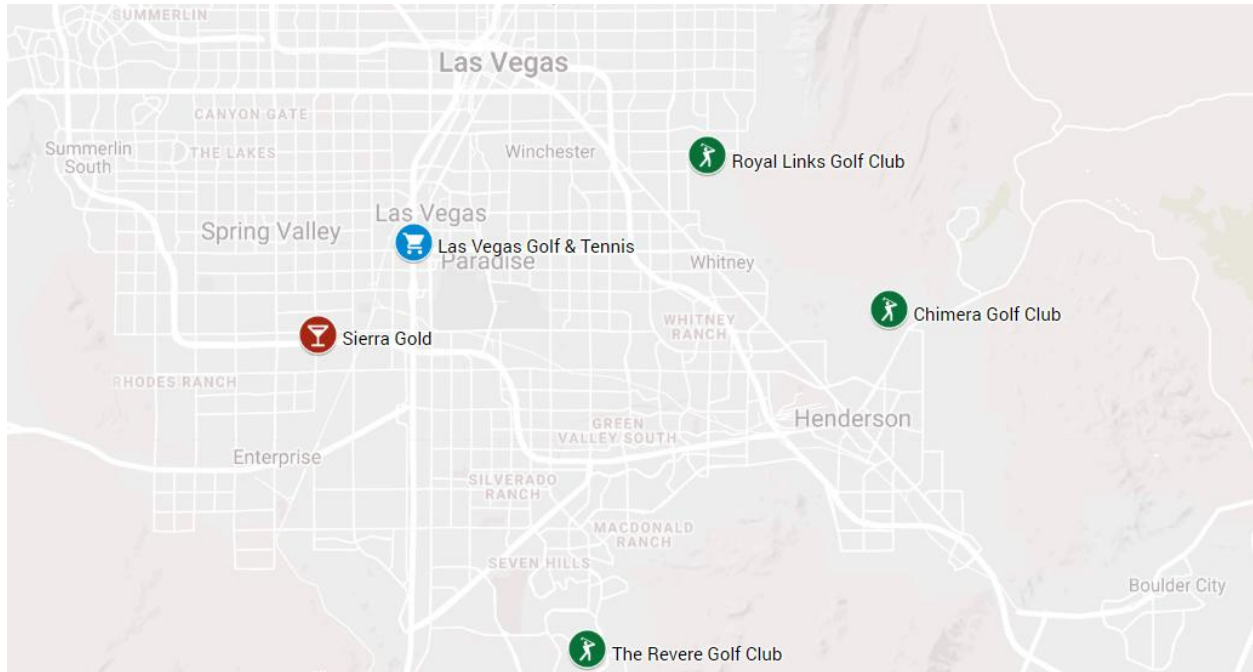 SUMMERLIN
Las Vegas
CANYON GATE
Summerlin
South
THE LAKES
Winchester
Royal Links Golf Club
Las Vegas
Spring Valley
Las Vegas Golf & Tennis
Paradise
Whitney
Chimera Golf Club
WHITNEY
RANCH
Sierra Gold
RHODES RANCH
Henderson
GREEN
VALLEY SOUTH
Enterprise
SILVERADO
RANCH
MACDONALD
RANCH
SEVEN HILLS
Boulder City
The Revere Golf Club